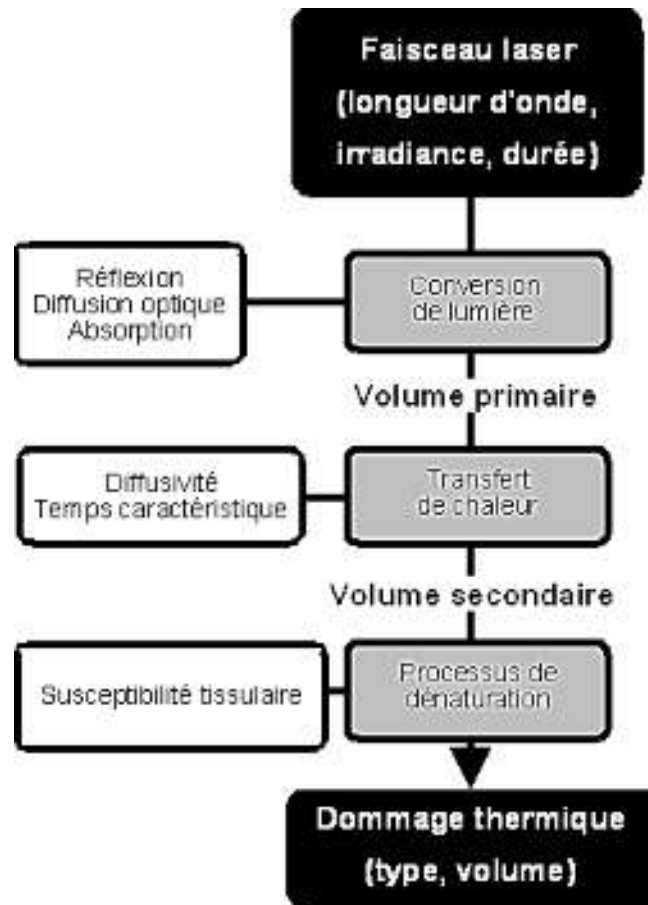 Faisceau laser
(longueur d'onde,
irradiance, durée)
Réflexion
Diffusion optique
Absorption
Conversion
de lumière
Volume primaire
Diffusivité
Temps caractéristique
Transfert
de chaleur
Volume secondaire
Susceptibilité tissulaire
Processus de
dénaturation
Dommage thermique
(type, volume)